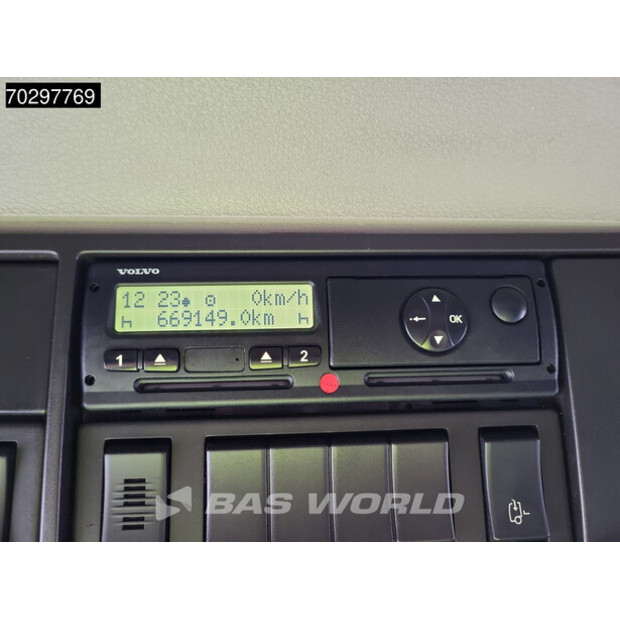 70297769
VOLVO
12 23 0km/h
h 669149.0km h
1 2
OK
BAS WORLD